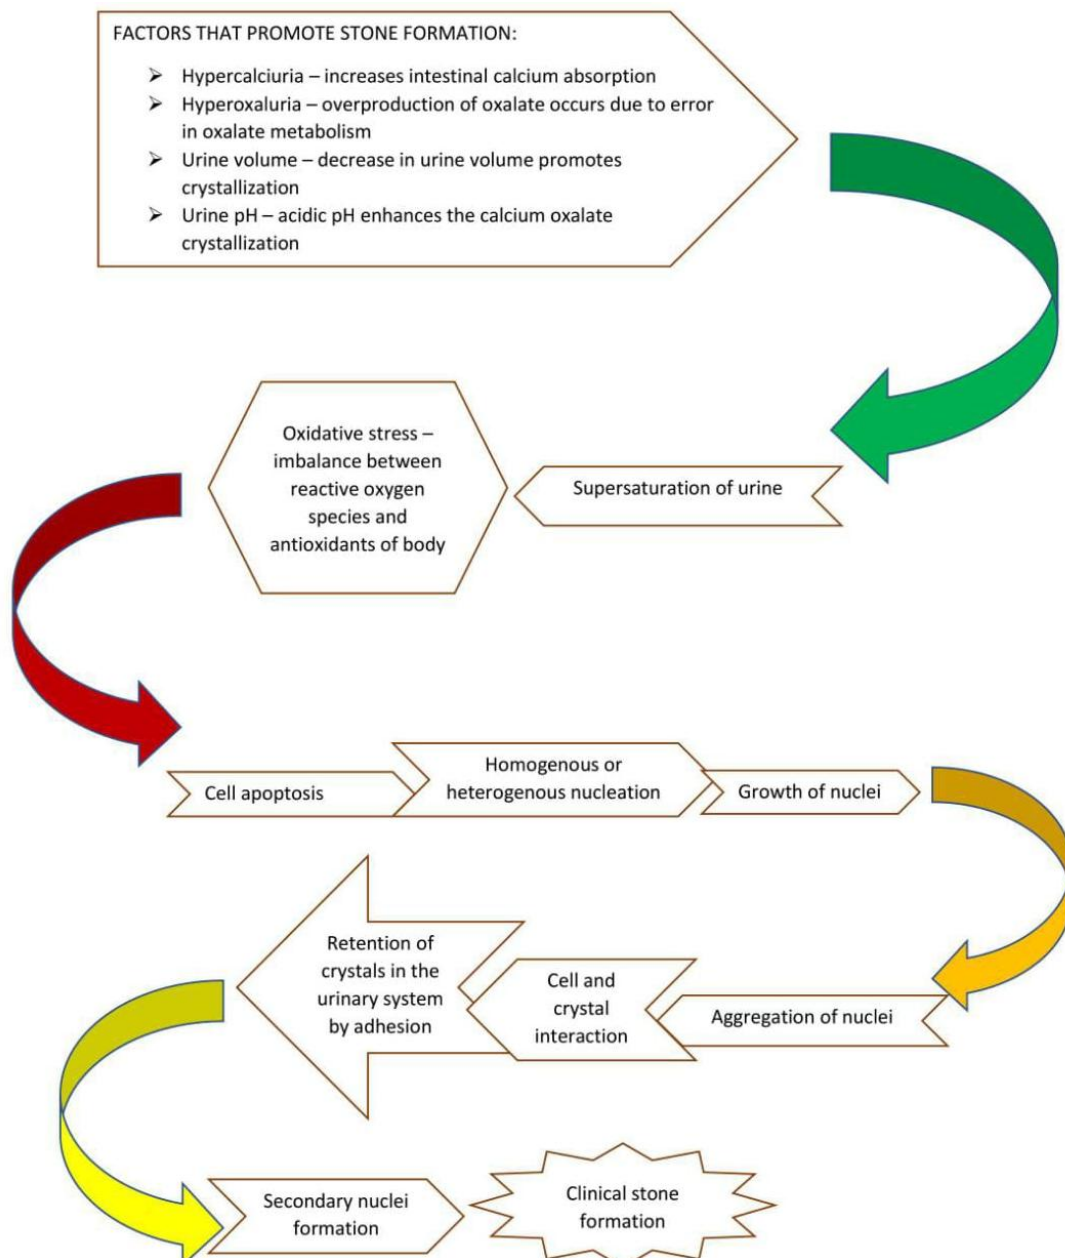 FACTORS THAT PROMOTE STONE FORMATION:
➢ Hypercalciuria – increases intestinal calcium absorption
➢ Hyperoxaluria – overproduction of oxalate occurs due to error
in oxalate metabolism
➢ Urine volume – decrease in urine volume promotes
crystallization
➢ Urine pH – acidic pH enhances the calcium oxalate
crystallization
Supersaturation of urine
Oxidative stress –
imbalance between
reactive oxygen
species and
antioxidants of body
Cell apoptosis
Homogenous or
heterogenous nucleation
Growth of nuclei
Aggregation of nuclei
Cell and
crystal
interaction
Retention of
crystals in the
urinary system
by adhesion
Secondary nuclei
formation
Clinical stone
formation